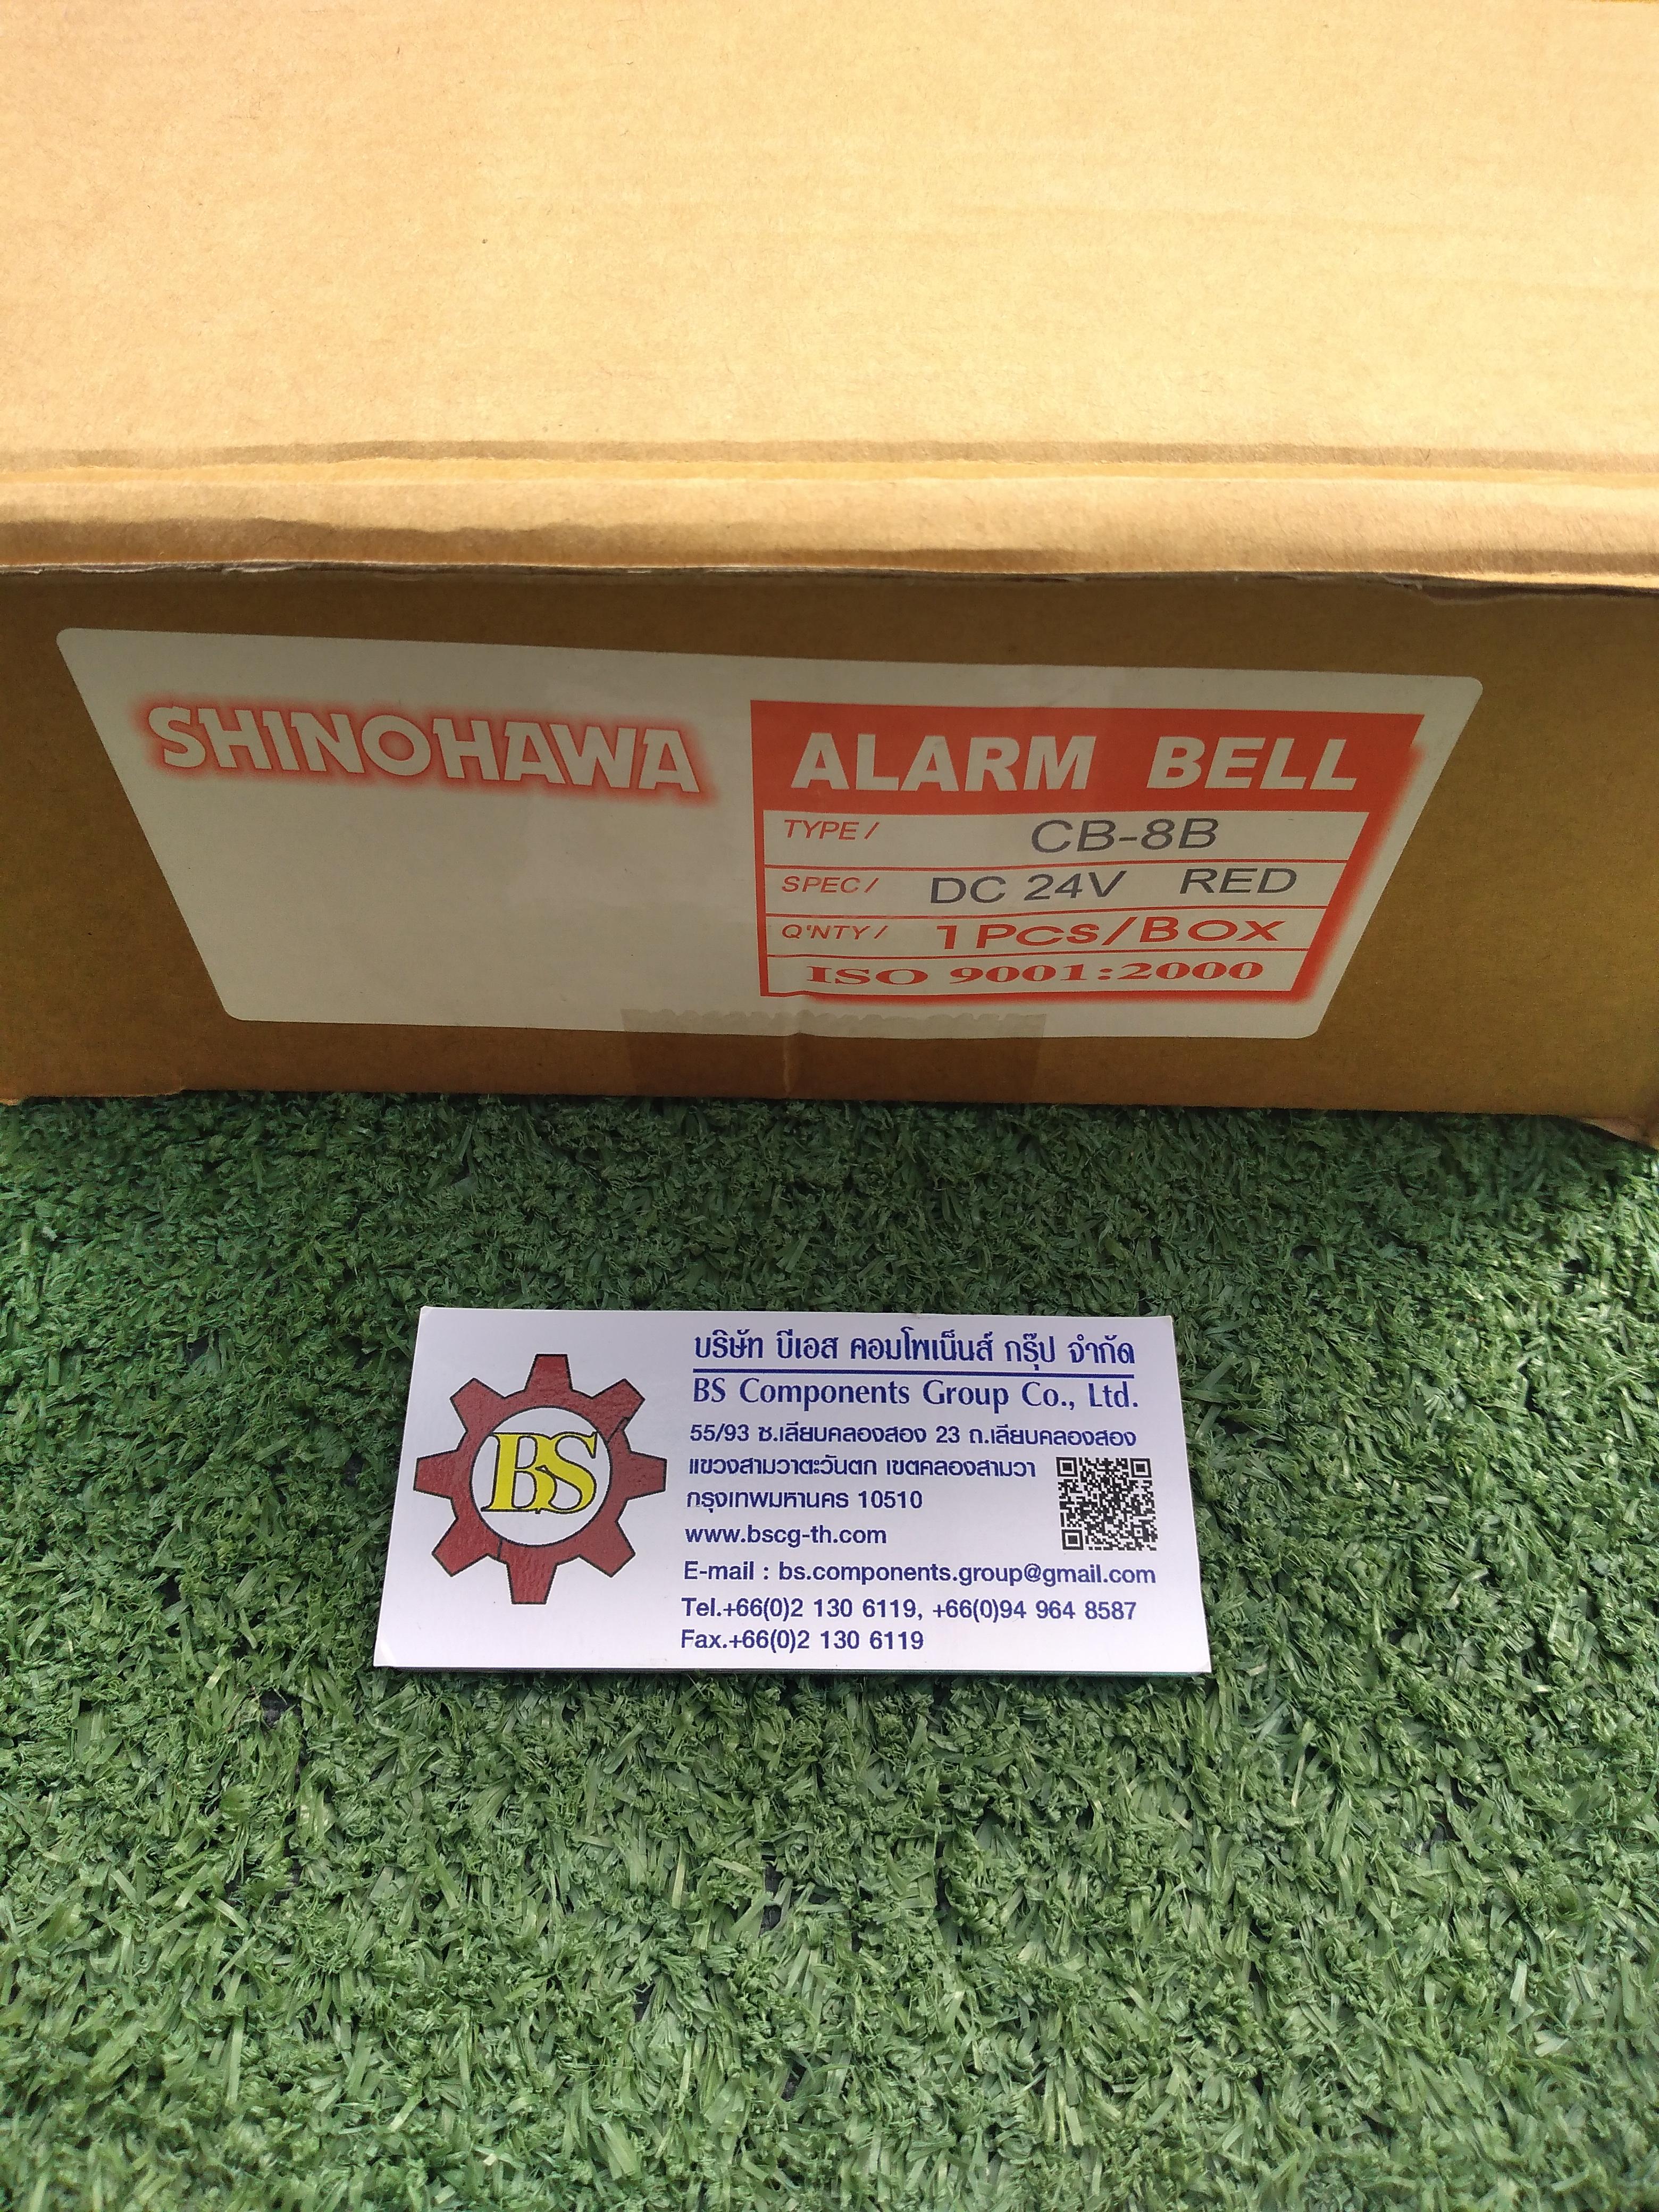 SHINOHAWA
ALARM BELL
TYPE / CB-8B
SPEC / DC 24V RED
Q'NTY / 1PCS/BOX
ISO 9001:2000
BS
บริษัท บีเอส คอมโพเน็นส์ กรุ๊ป จำกัด
BS Components Group Co., Ltd.
55/93 ซ.เลียบคลองสอง 23 ถ.เลียบคลองสอง
แขวงสามวาตะวันตก เขตคลองสามวา
กรุงเทพมหานคร 10510
www.bscg-th.com
E-mail : bs.components.group@gmail.com
Tel.+66(0)2 130 6119, +66(0)94 964 8587
Fax.+66(0)2 130 6119